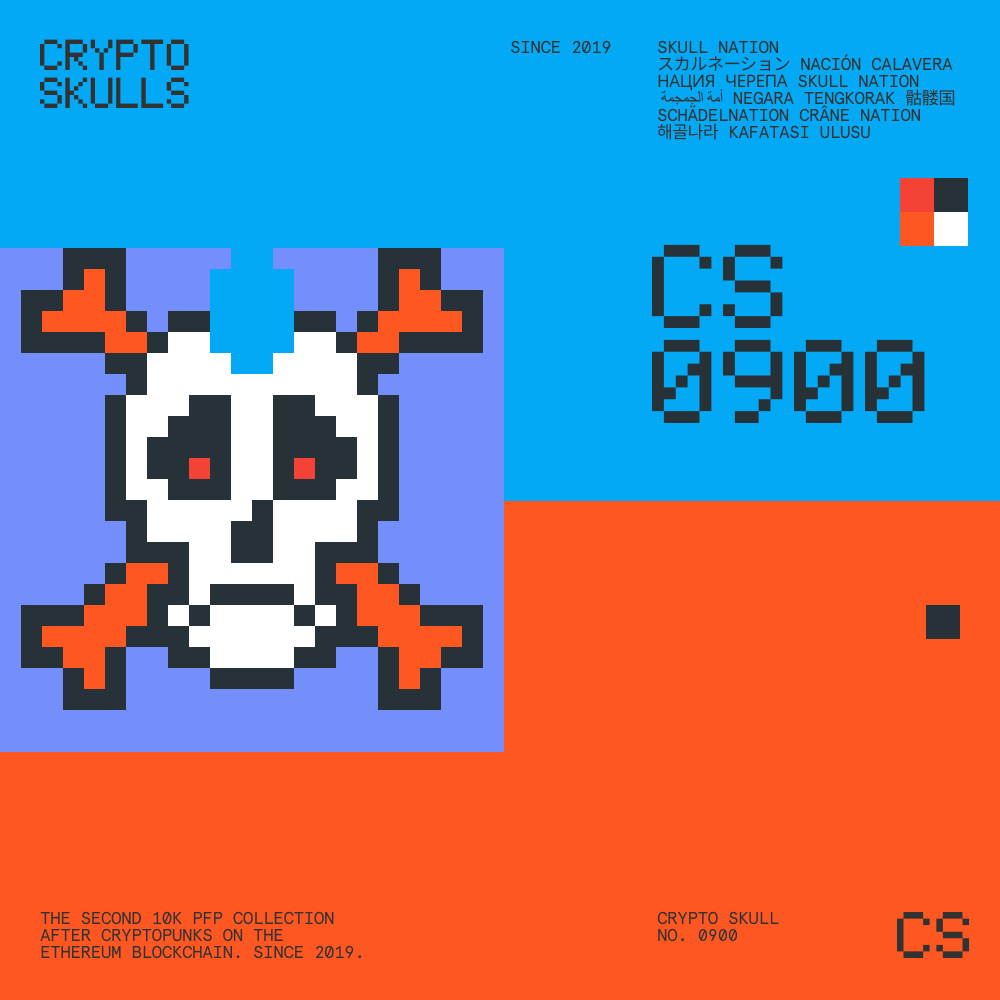 CRYPTO
SKULLS
SINCE 2019
SKULL NATION
スカルネーション NACIÓN CALAVERA
НАЦИЯ ЧЕРЕПА SKULL NATION
أمة الجمجمة NEGARA TENGKORAK 骷髅国
SCHÄDELNATION CRÂNE NATION
해골나라 KAFATASI ULUSU
CS
0900
THE SECOND 10K PFP COLLECTION
AFTER CRYPTOPUNKS ON THE
ETHEREUM BLOCKCHAIN. SINCE 2019.
CRYPTO SKULL
NO. 0900
CS